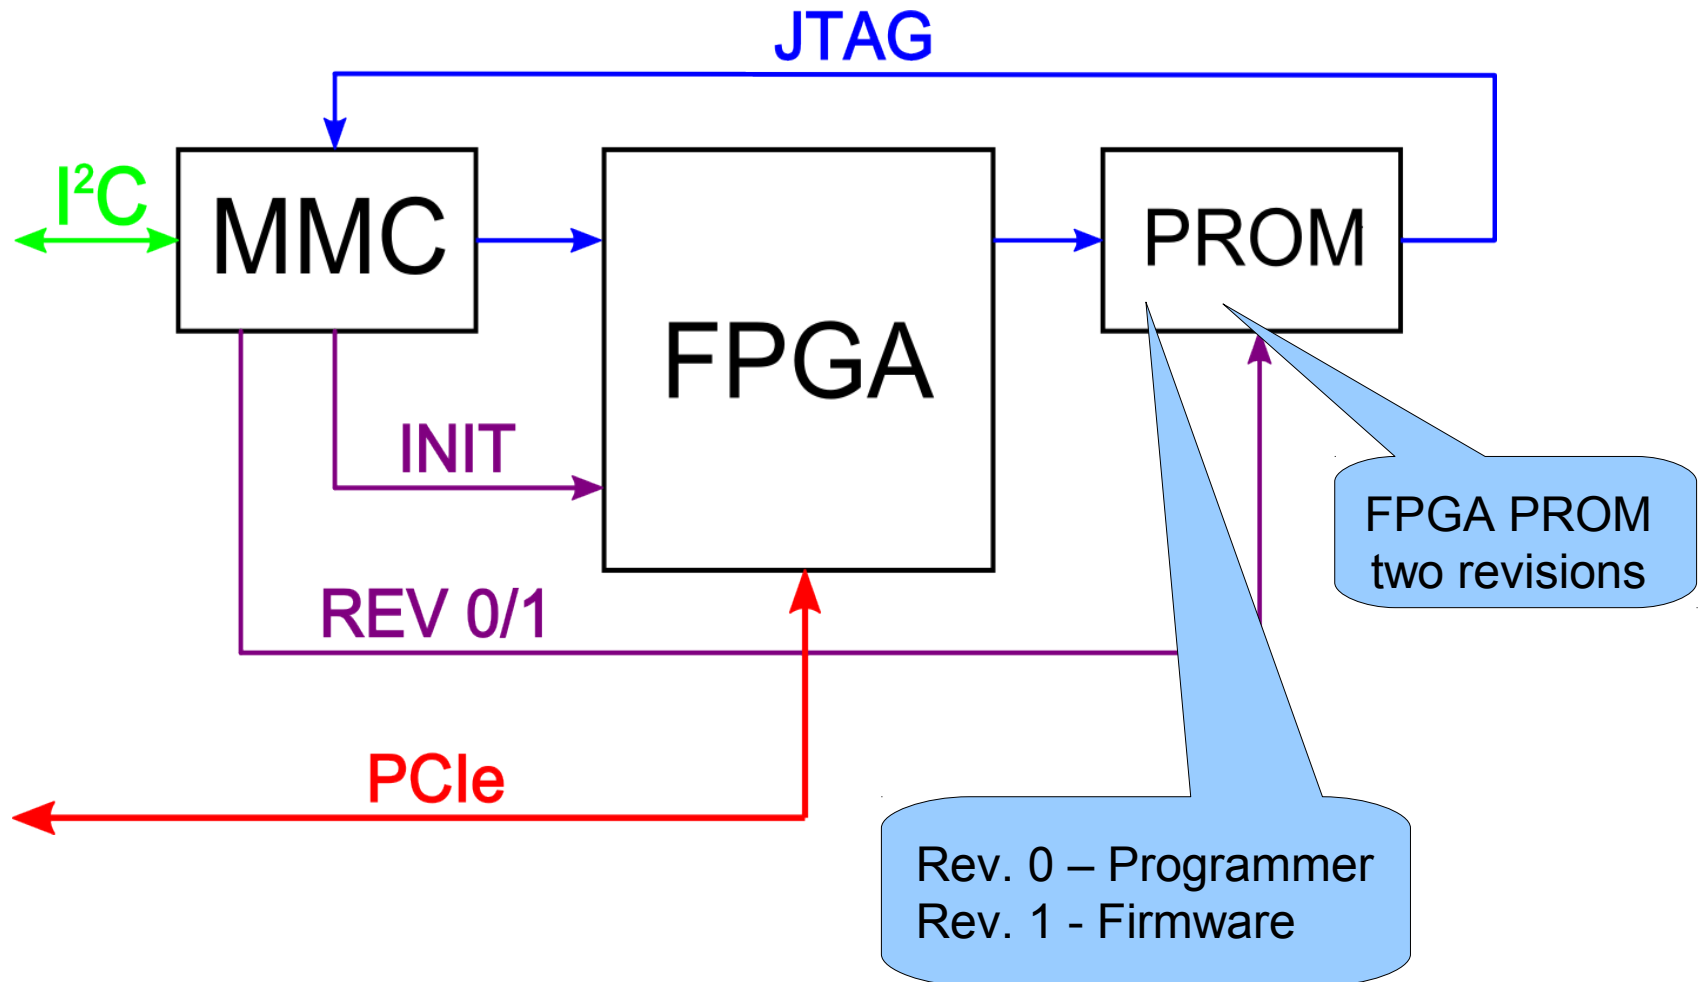 JTAG
I²C
MMC
FPGA
PROM
INIT
FPGA PROM
two revisions
REV 0/1
PCIe
Rev. 0 – Programmer
Rev. 1 - Firmware